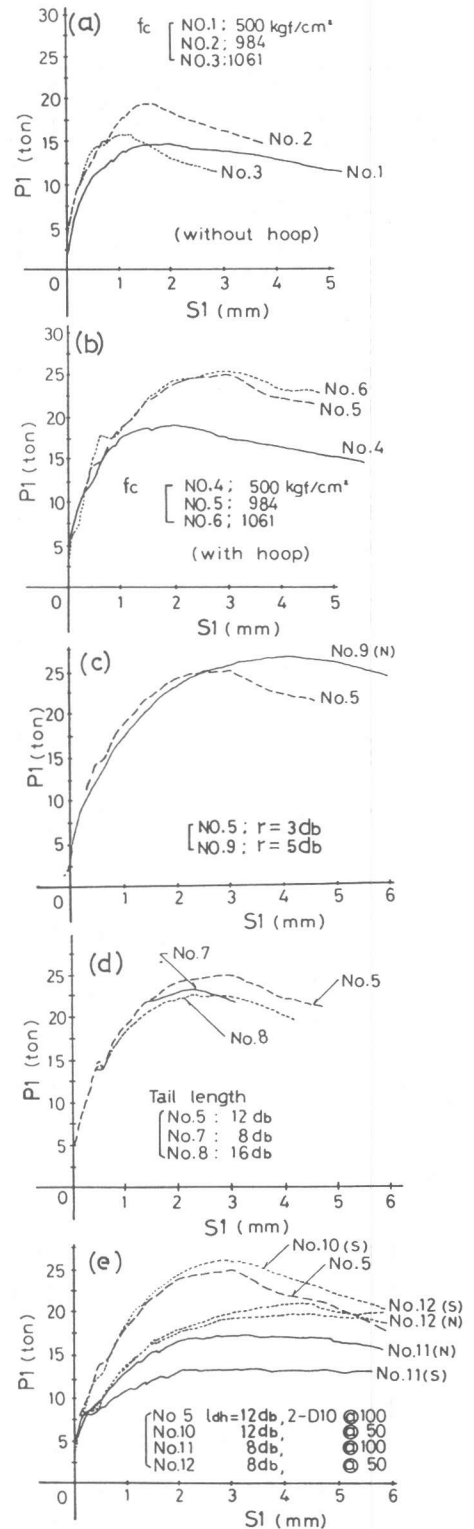 (a)
fc NO.1; 500 kgf/cm²
NO.2; 984
NO.3; 1061
30
25
20
15
10
5
0
P1 (ton)
No.2
No.3
No.1
(without hoop)
1 2 3 4 5
S1 (mm)
(b)
30
25
20
15
10
5
0
P1 (ton)
No.6
No.5
No.4
fc NO.4; 500 kgf/cm²
NO.5; 984
NO.6; 1061
(with hoop)
1 2 3 4 5
S1 (mm)
(c)
25
20
15
10
5
0
P1 (ton)
No.9 (N)
No.5
NO.5; r = 3db
NO.9; r = 5db
1 2 3 4 5 6
S1 (mm)
(d)
25
20
15
10
5
0
P1 (ton)
No.7
No.5
No.8
Tail length
No.5 : 12 db
No.7 : 8 db
No.8 : 16 db
1 2 3 4 5 6
S1 (mm)
(e)
25
20
15
10
5
0
P1 (ton)
No.10 (S)
No.5
No.12 (S)
No.12 (N)
No.11 (N)
No.11 (S)
No 5 ldh=12db, 2-D10 @100
No.10 12db, @ 50
No.11 8db, @100
No.12 8db, @ 50
1 2 3 4 5 6
S1 (mm)